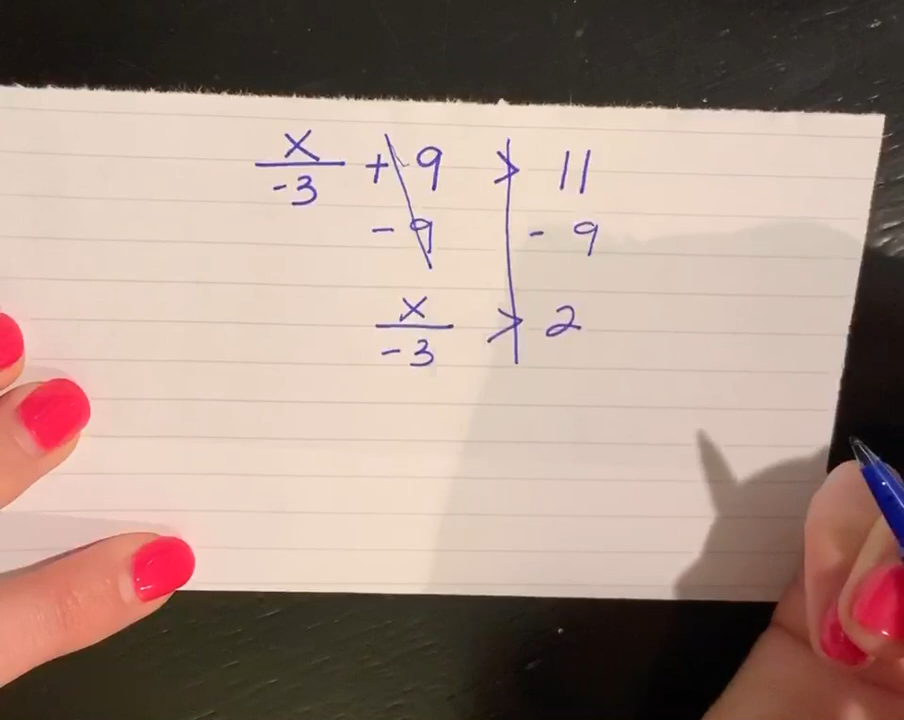 x/-3 + 9 > 11
- 9 - 9
x/-3 > 2